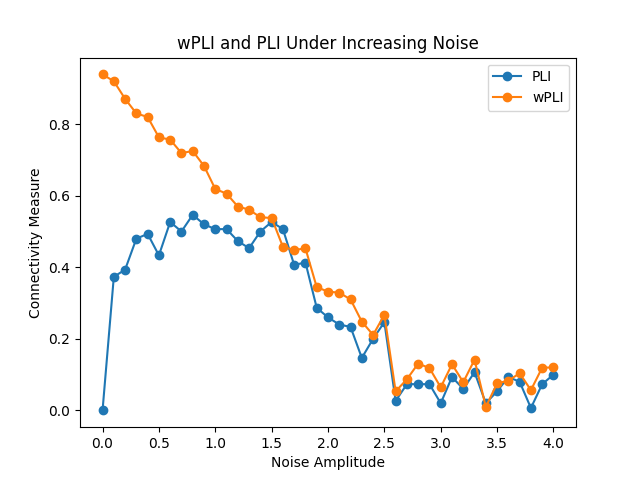 wPLI and PLI Under Increasing Noise
PLI
wPLI
Connectivity Measure
0.8
0.6
0.4
0.2
0.0
0.0 0.5 1.0 1.5 2.0 2.5 3.0 3.5 4.0
Noise Amplitude